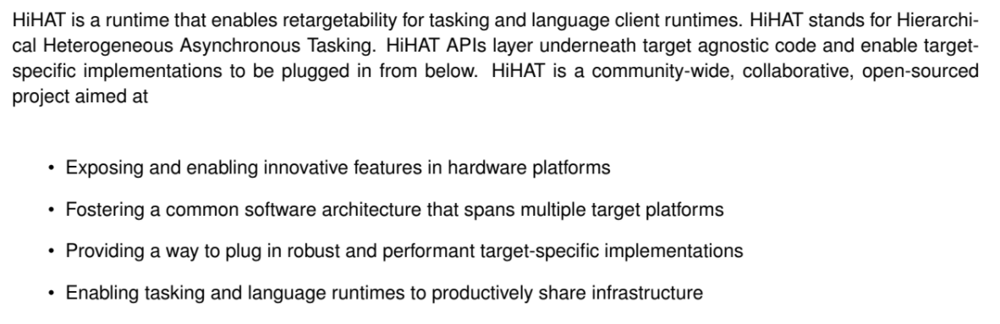 HiHAT is a runtime that enables retargetability for tasking and language client runtimes. HiHAT stands for Hierarchi-
cal Heterogeneous Asynchronous Tasking. HiHAT APIs layer underneath target agnostic code and enable target-
specific implementations to be plugged in from below. HiHAT is a community-wide, collaborative, open-sourced
project aimed at
• Exposing and enabling innovative features in hardware platforms
• Fostering a common software architecture that spans multiple target platforms
• Providing a way to plug in robust and performant target-specific implementations
• Enabling tasking and language runtimes to productively share infrastructure